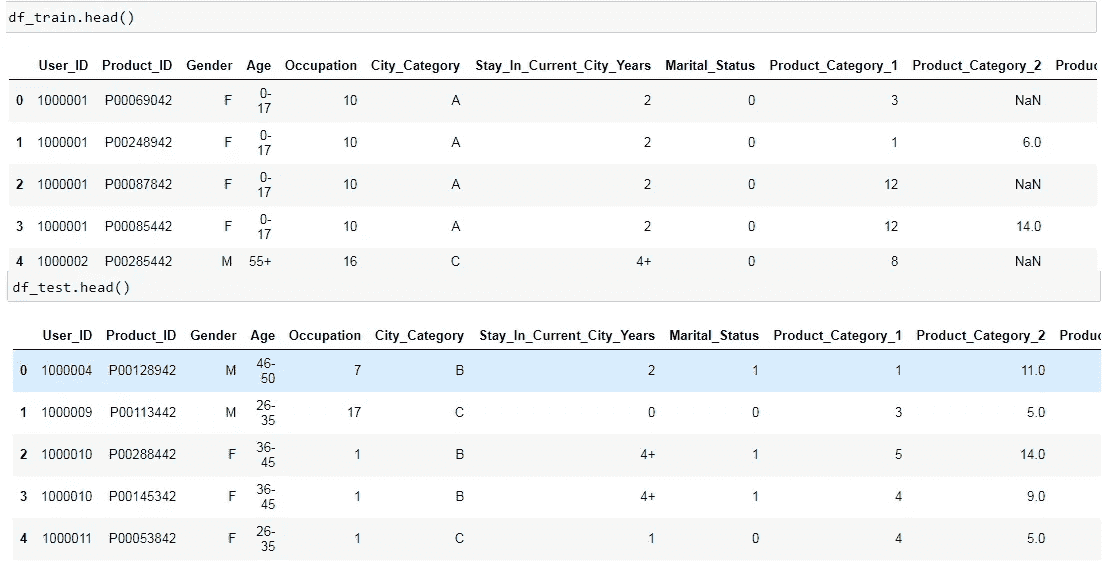 df_train.head()
User_ID Product_ID Gender Age Occupation City_Category Stay_In_Current_City_Years Marital_Status Product_Category_1 Product_Category_2 Produc
0 1000001 P00069042 F 0-17 10 A 2 0 3 NaN
1 1000001 P00248942 F 0-17 10 A 2 0 1 6.0
2 1000001 P00087842 F 0-17 10 A 2 0 12 NaN
3 1000001 P00085442 F 0-17 10 A 2 0 12 14.0
4 1000002 P00285442 M 55+ 16 C 4+ 0 8 NaN
df_test.head()
User_ID Product_ID Gender Age Occupation City_Category Stay_In_Current_City_Years Marital_Status Product_Category_1 Product_Category_2 Produc
0 1000004 P00128942 M 46-50 7 B 2 1 1 11.0
1 1000009 P00113442 M 26-35 17 C 0 0 3 5.0
2 1000010 P00288442 F 36-45 1 B 4+ 1 5 14.0
3 1000010 P00145342 F 36-45 1 B 4+ 1 4 9.0
4 1000011 P00053842 F 26-35 1 C 1 0 4 5.0